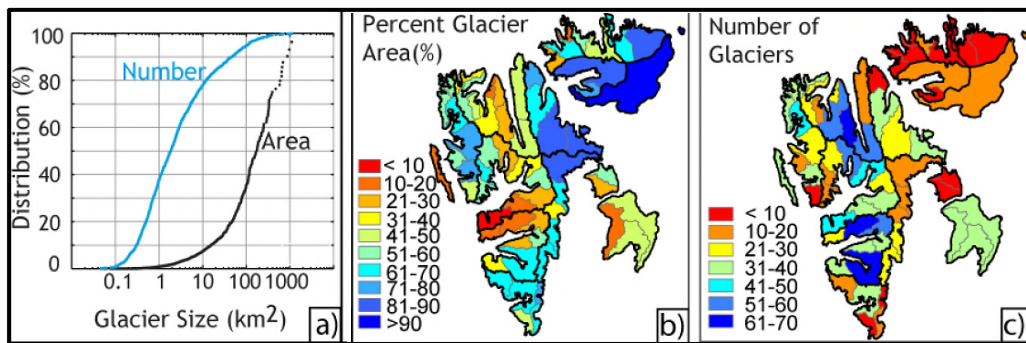 100
80
60
40
20
0
Distribution (%)
Number
Area
0.1 1 10 100 1000
Glacier Size (km2)
a)
Percent Glacier
Area(%)
< 10
10-20
21-30
31-40
41-50
51-60
61-70
71-80
81-90
>90
b)
Number of
Glaciers
< 10
10-20
21-30
31-40
41-50
51-60
61-70
c)